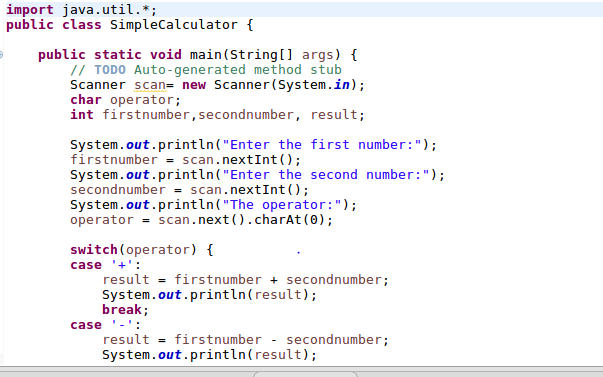 import java.util.*;
public class SimpleCalculator {
public static void main(String[] args) {
// TODO Auto-generated method stub
Scanner scan= new Scanner(System.in);
char operator;
int firstnumber,secondnumber, result;
System.out.println("Enter the first number:");
firstnumber = scan.nextInt();
System.out.println("Enter the second number:");
secondnumber = scan.nextInt();
System.out.println("The operator:");
operator = scan.next().charAt(0);
switch(operator) {
case '+':
result = firstnumber + secondnumber;
System.out.println(result);
break;
case '-':
result = firstnumber - secondnumber;
System.out.println(result);